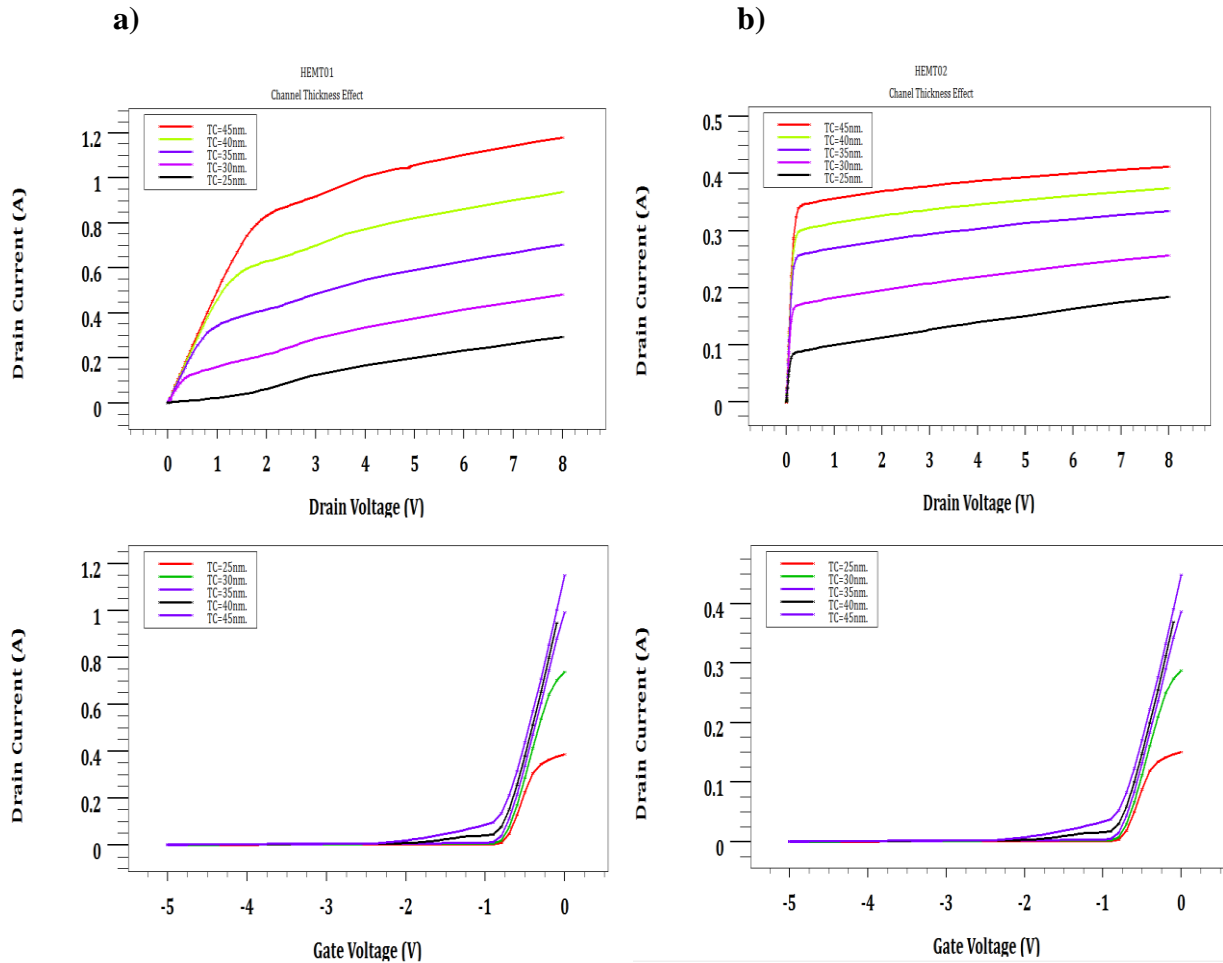 a)
HEMT01
Channel Thickness Effect
TC=45nm.
TC=40nm.
TC=35nm.
TC=30nm.
TC=25nm.
Drain Current (A)
1.2
1
0.8
0.6
0.4
0.2
0
0 1 2 3 4 5 6 7 8
Drain Voltage (V)
b)
HEMT02
Chanel Thickness Effect
TC=45nm.
TC=40nm.
TC=35nm.
TC=30nm.
TC=25nm.
Drain Current (A)
0.5
0.4
0.3
0.2
0.1
0
0 1 2 3 4 5 6 7 8
Drain Voltage (V)
TC=25nm.
TC=30nm.
TC=35nm.
TC=40nm.
TC=45nm.
Drain Current (A)
1.2
1
0.8
0.6
0.4
0.2
0
-5 -4 -3 -2 -1 0
Gate Voltage (V)
TC=25nm.
TC=30nm.
TC=35nm.
TC=40nm.
TC=45nm.
Drain Current (A)
0.4
0.3
0.2
0.1
0
-5 -4 -3 -2 -1 0
Gate Voltage (V)